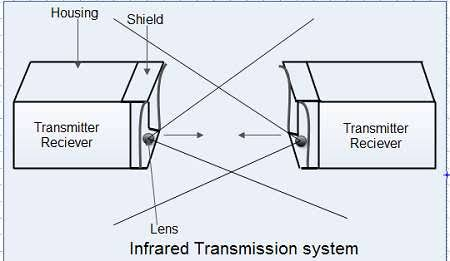 Housing
Shield
Transmitter
Reciever
Transmitter
Reciever
Lens
Infrared Transmission system